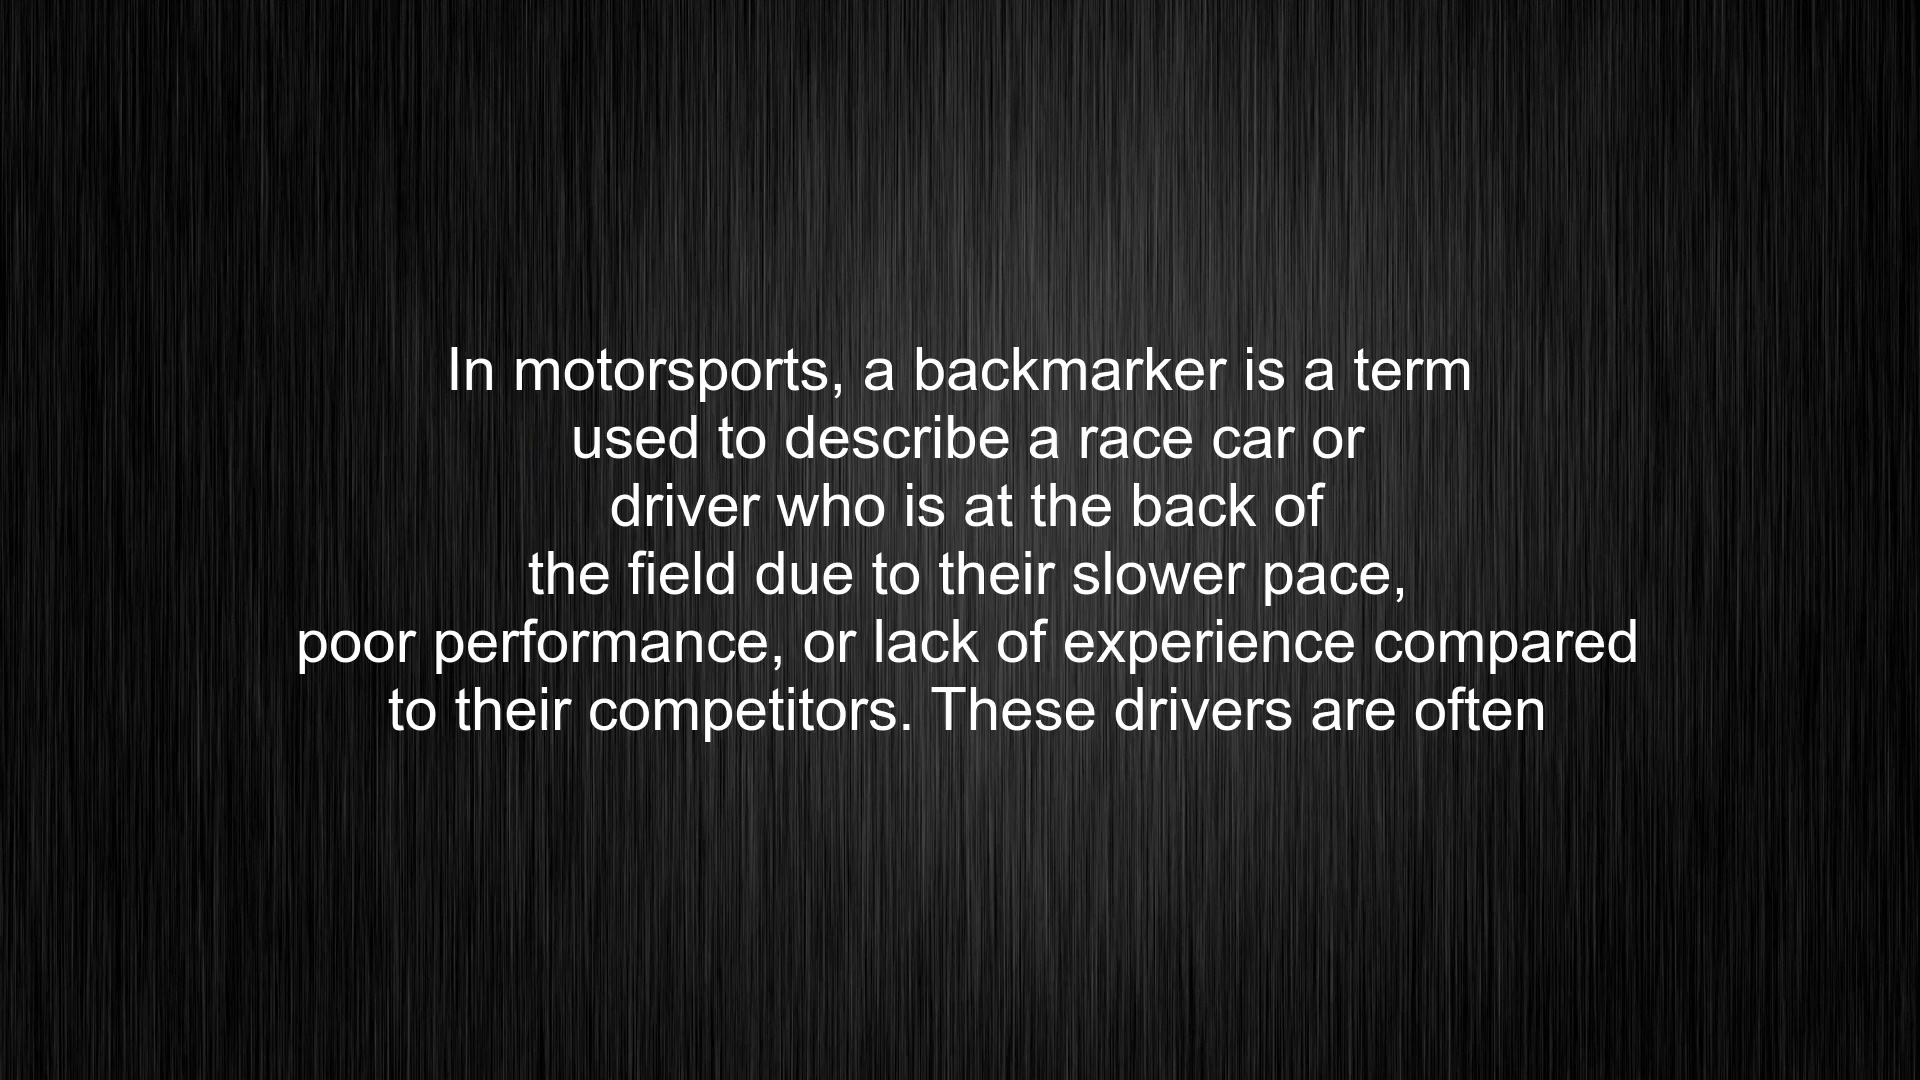 In motorsports, a backmarker is a term
used to describe a race car or
driver who is at the back of
the field due to their slower pace,
poor performance, or lack of experience compared
to their competitors. These drivers are often